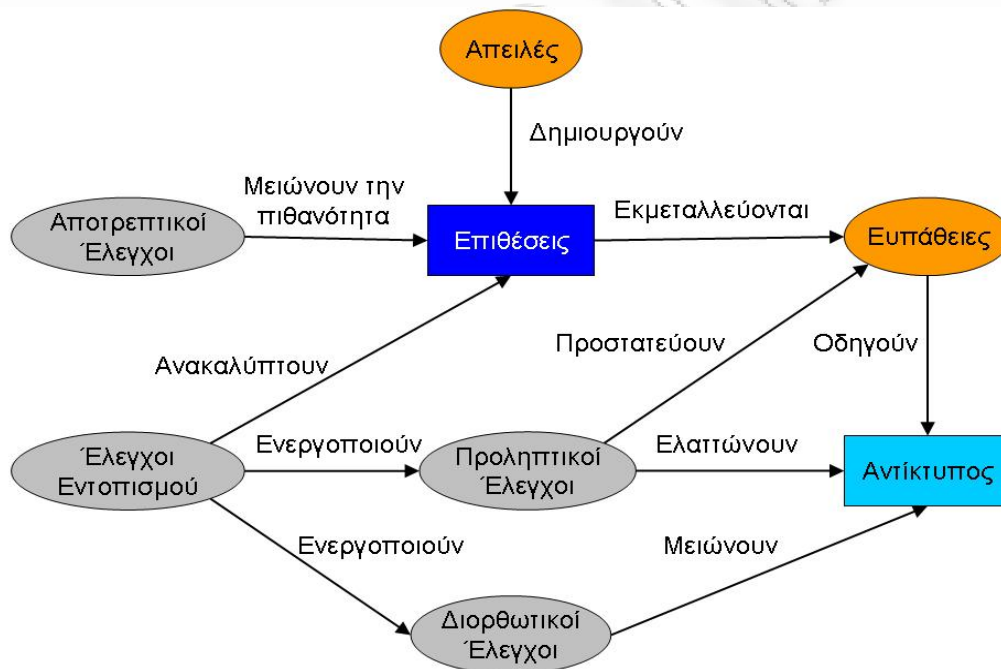 Απειλές
Δημιουργούν
Μειώνουν την
πιθανότητα
Αποτρεπτικοί
Έλεγχοι
Επιθέσεις
Εκμεταλλεύονται
Ευπάθειες
Ανακαλύπτουν
Προστατεύουν
Οδηγούν
Έλεγχοι
Εντοπισμού
Ενεργοποιούν
Προληπτικοί
Έλεγχοι
Ελαττώνουν
Αντίκτυπος
Ενεργοποιούν
Μειώνουν
Διορθωτικοί
Έλεγχοι